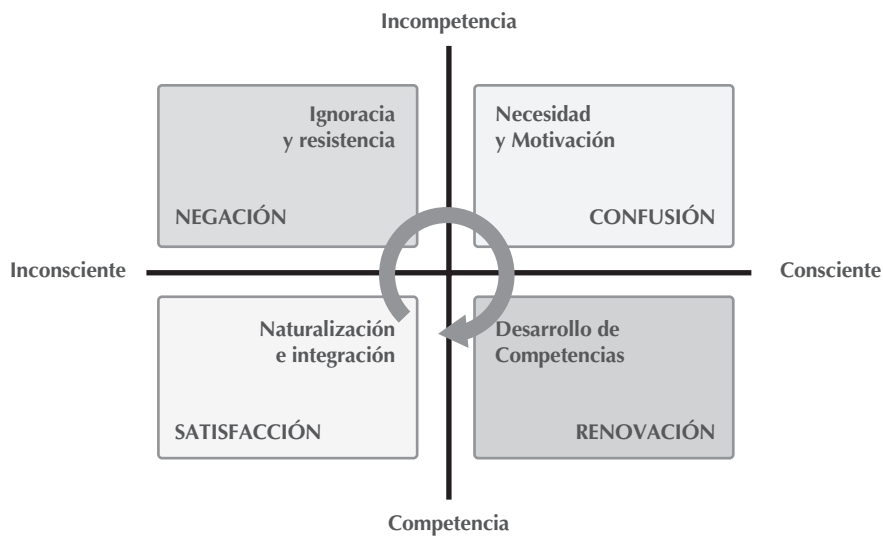 Incompetencia
Ignoracia
y resistencia
NEGACIÓN
Necesidad
y Motivación
CONFUSIÓN
Inconsciente
Consciente
Naturalización
e integración
SATISFACCIÓN
Desarrollo de
Competencias
RENOVACIÓN
Competencia